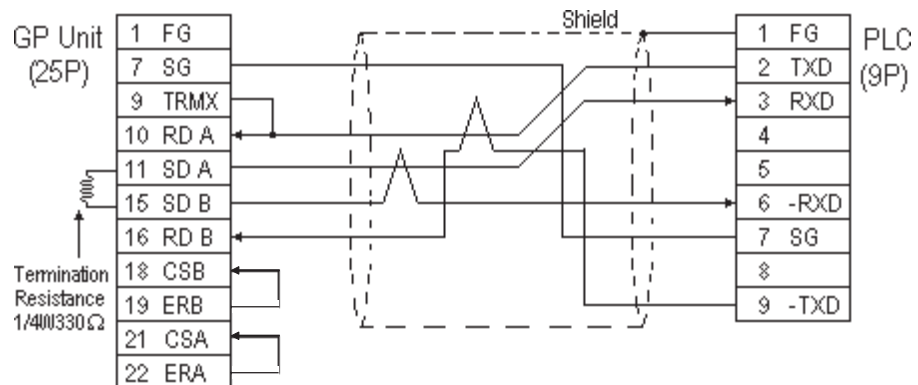 Shield
GP Unit
(25P)
1 FG
7 SG
9 TRMX
10 RD A
11 SD A
15 SD B
16 RD B
18 CSB
19 ERB
21 CSA
22 ERA
Termination
Resistance
1/4W330Ω
PLC
(9P)
1 FG
2 TXD
3 RXD
4
5
6 -RXD
7 SG
8
9 -TXD